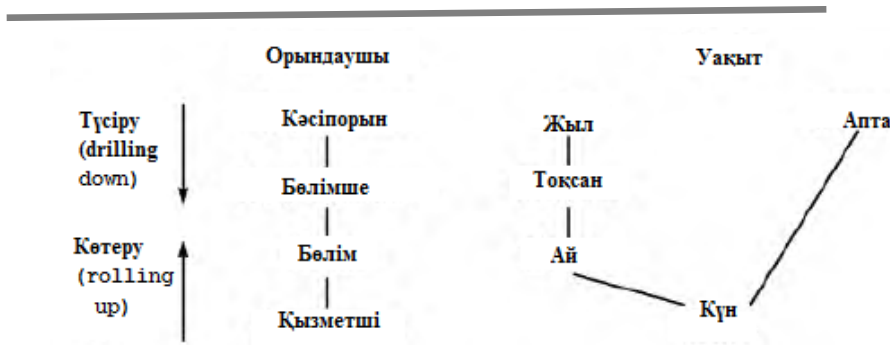 Орындаушы
Уақыт
Түсіру
(drilling
down)
Көтеру
(rolling
up)
Кәсіпорын
Бөлімше
Бөлім
Қызметші
Жыл
Тоқсан
Ай
Күн
Апта